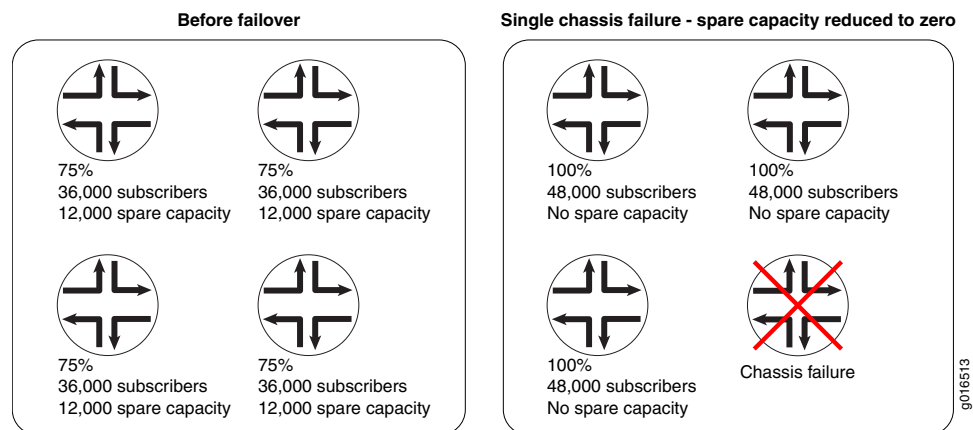 Before failover
75%
36,000 subscribers
12,000 spare capacity
75%
36,000 subscribers
12,000 spare capacity
75%
36,000 subscribers
12,000 spare capacity
75%
36,000 subscribers
12,000 spare capacity
Single chassis failure - spare capacity reduced to zero
100%
48,000 subscribers
No spare capacity
100%
48,000 subscribers
No spare capacity
100%
48,000 subscribers
No spare capacity
Chassis failure
g016513